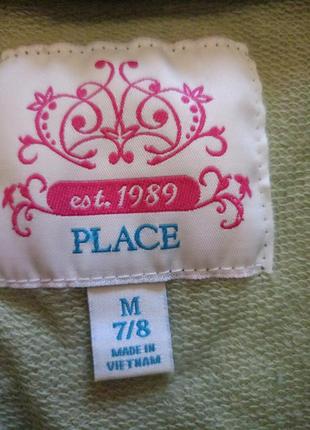 est. 1989
PLACE
M
7/8
MADE IN
VIETNAM